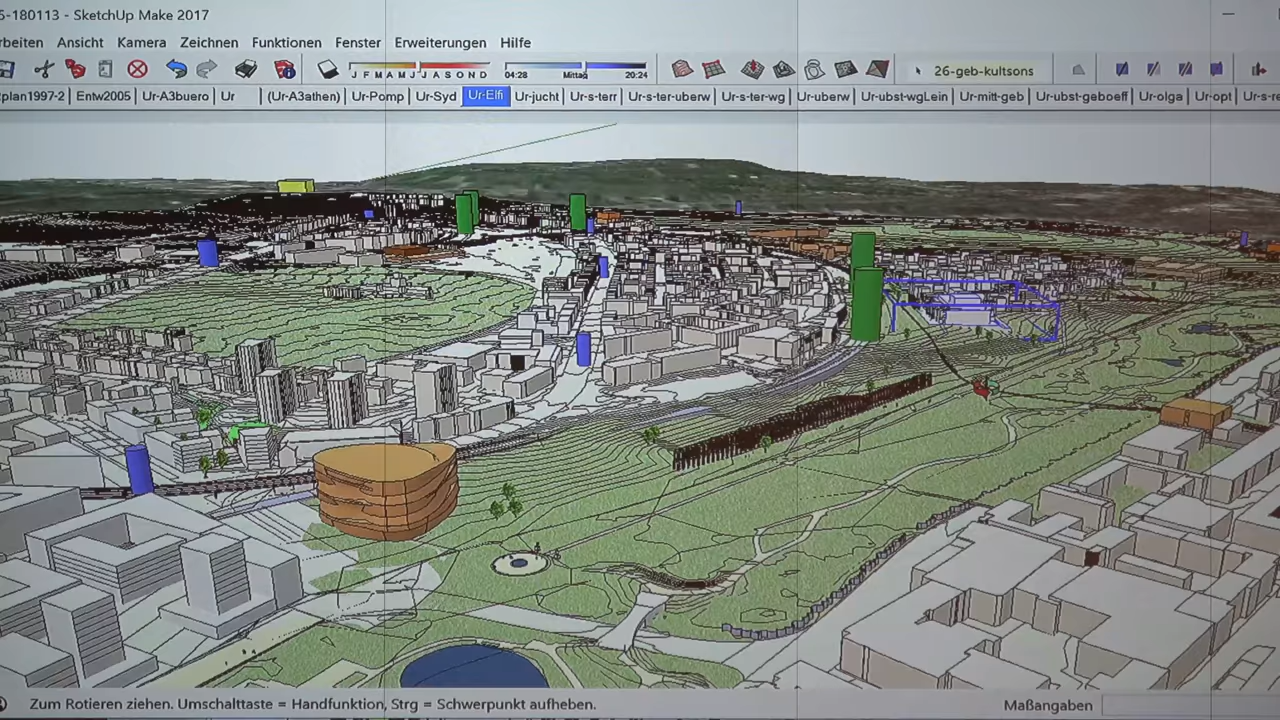 5-180113 - SketchUp Make 2017
rbeiten Ansicht Kamera Zeichnen Funktionen Fenster Erweiterungen Hilfe
J F M A M J J A S O N D 04:28 Mittag 20:24 26-geb-kultsons
plan1997-2 Entw2005 Ur-A3buero Ur (Ur-A3athen) Ur-Pomp Ur-Syd Ur-Elfi Ur-jucht Ur-s-terr Ur-s-ter-uberw Ur-s-ter-wg Ur-uberw Ur-ubst-wgLein Ur-mitt-geb Ur-ubst-geboeff Ur-olga Ur-opt Ur-s-re
Zum Rotieren ziehen. Umschalttaste = Handfunktion, Strg = Schwerpunkt aufheben. Maßangaben